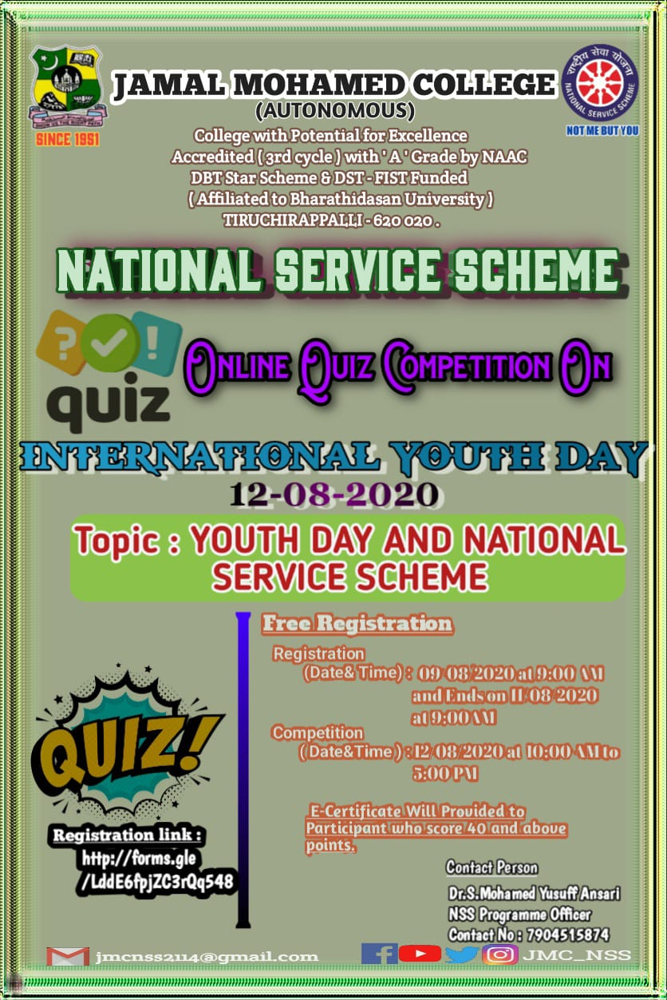 JAMAL MOHAMED COLLEGE
(AUTONOMOUS)
College with Potential for Excellence
Accredited ( 3rd cycle ) with ' A ' Grade by NAAC
DBT Star Scheme & DST - FIST Funded
( Affiliated to Bharathidasan University )
TIRUCHIRAPPALLI - 620 020 .
SHOW US THE RIGHT PATH
SINCE 1951
राष्ट्रीय सेवा योजना
NATIONAL SERVICE SCHEME
NOT ME BUT YOU
NATIONAL SERVICE SCHEME
?
!
quiz
Online Quiz Competition On
INTERNATIONAL YOUTH DAY
12-08-2020
Topic : YOUTH DAY AND NATIONAL
SERVICE SCHEME
Free Registration
Registration
(Date& Time) : 09/08/2020 at 9:00 AM
and Ends on 11/08/2020
at 9:00AM
Competition
( Date&Time ) : 12/08/2020 at 10:00 AM to
5:00 PM
E-Certificate Will Provided to
Participant who score 40 and above
points.
QUIZ!
Registration link :
http://forms.gle
/LddE6fpjZC3rQq548
Contact Person
Dr.S.Mohamed Yusuff Ansari
NSS Programme Officer
Contact No : 7904515874
jmcnss2114@gmail.com
JMC_NSS